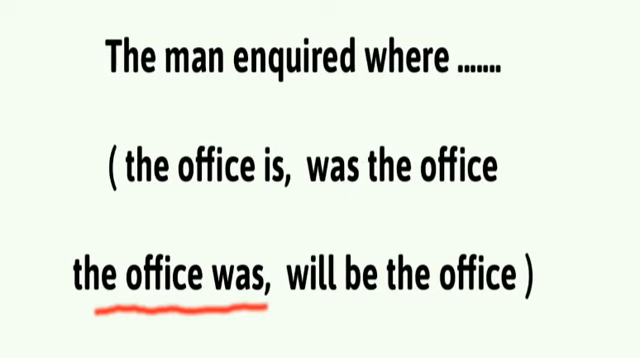 The man enquired where .......
( the office is, was the office
the office was, will be the office )